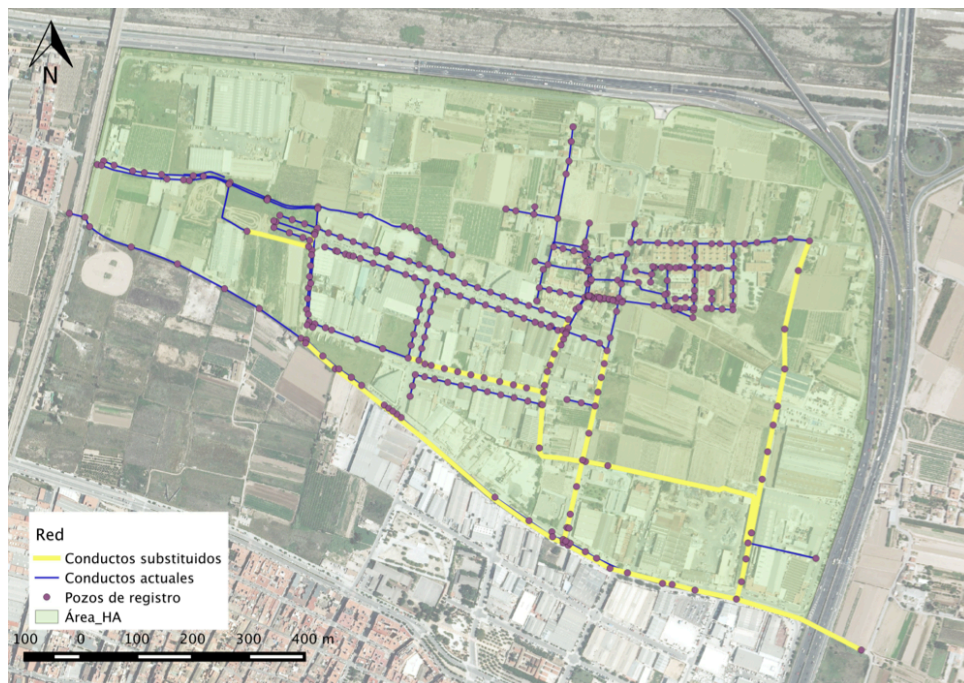 N
Red
Conductos substituidos
Conductos actuales
Pozos de registro
Área_HA
100 0 100 200 300 400 m